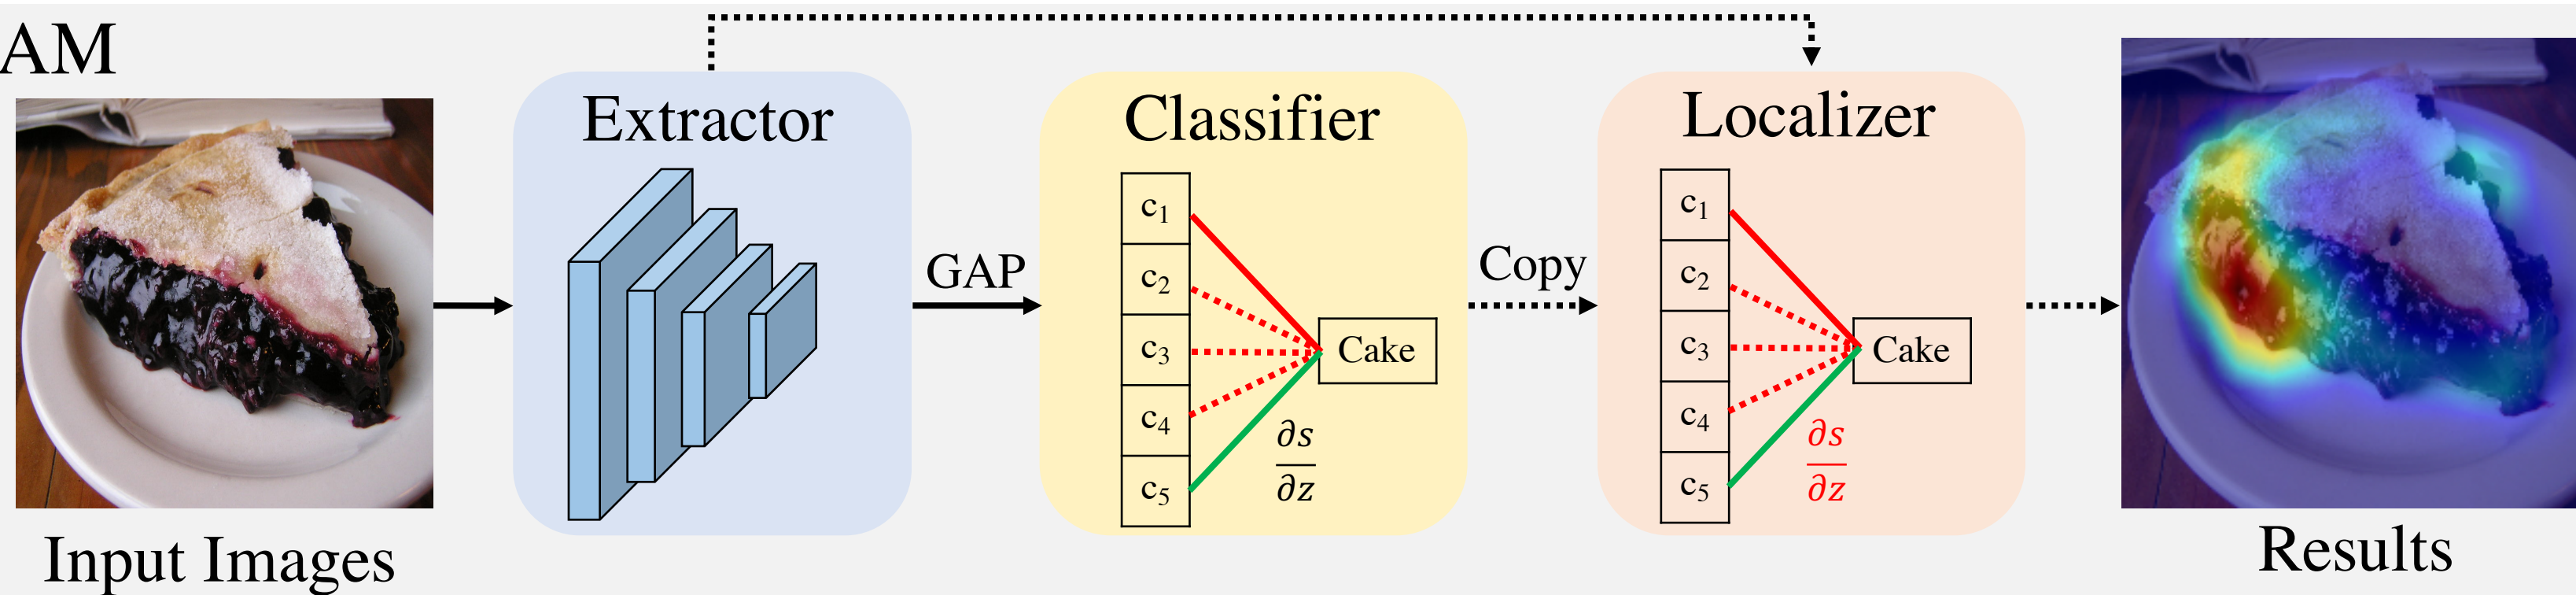 AM
Input Images
Extractor
GAP
Classifier
c₁
c₂
c₃
c₄
c₅
Cake
∂s
∂z
Copy
Localizer
c₁
c₂
c₃
c₄
c₅
Cake
∂s
∂z
Results